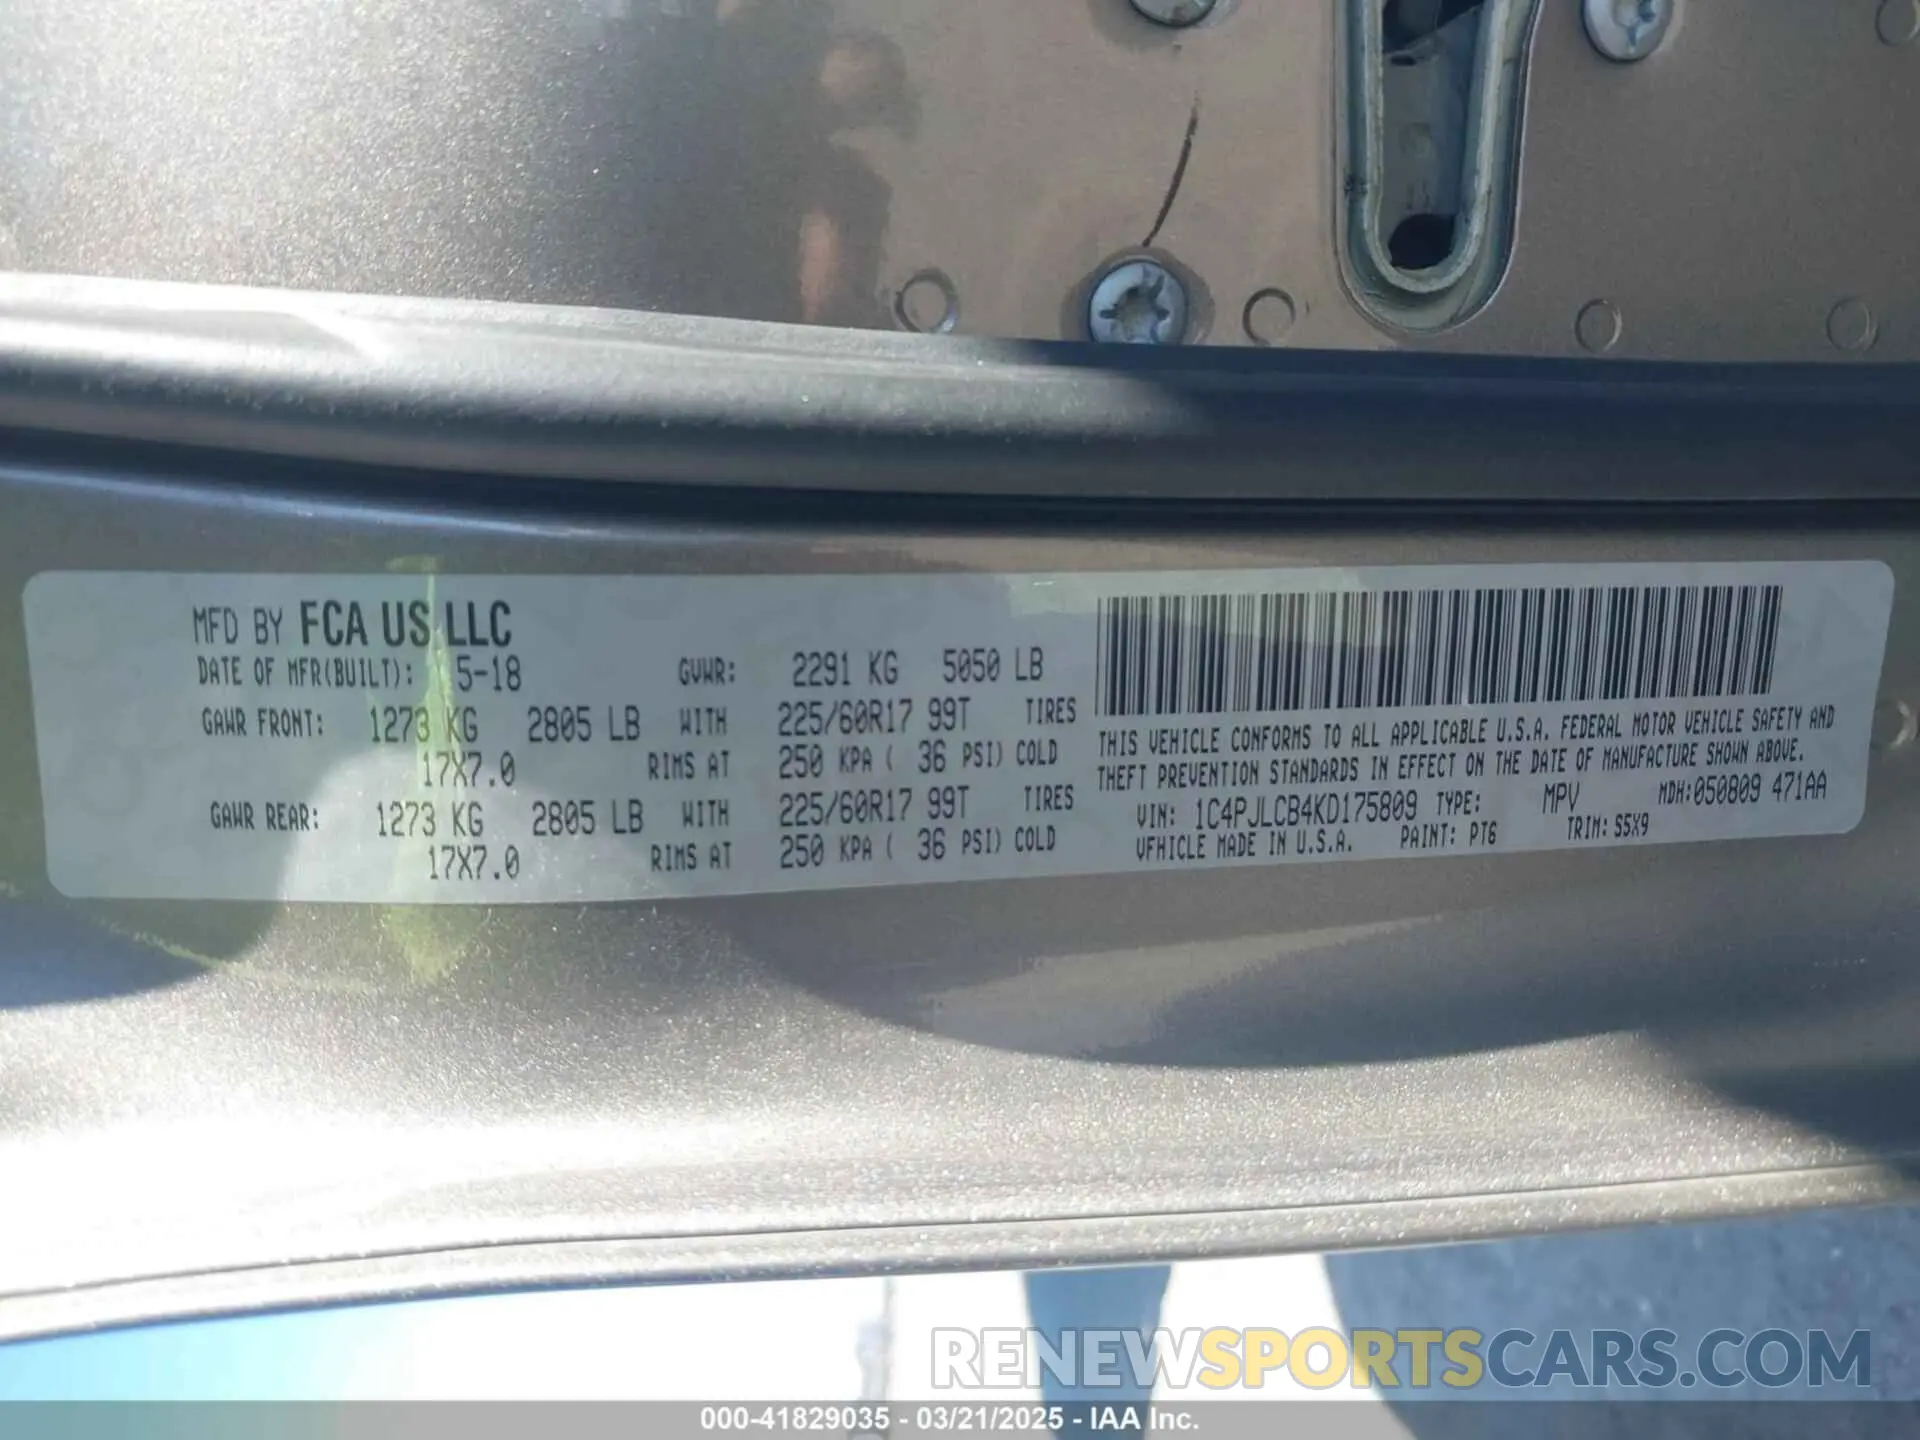 MFD BY FCA US LLC
DATE OF MFR(BUILT): 5-18 GVWR: 2291 KG 5050 LB
GAWR FRONT: 1273 KG 2805 LB WITH 225/60R17 99T TIRES
17X7.0 RIMS AT 250 KPA ( 36 PSI) COLD
GAWR REAR: 1273 KG 2805 LB WITH 225/60R17 99T TIRES
17X7.0 RIMS AT 250 KPA ( 36 PSI) COLD
THIS VEHICLE CONFORMS TO ALL APPLICABLE U.S.A. FEDERAL MOTOR VEHICLE SAFETY AND
THEFT PREVENTION STANDARDS IN EFFECT ON THE DATE OF MANUFACTURE SHOWN ABOVE.
VIN: 1C4PJLCB4KD175809 TYPE: MPV MDH:050809 471AA
VEHICLE MADE IN U.S.A. PAINT: PTG TRIM: S5X9
RENEWSPORTSCARS.COM
000-41829035 - 03/21/2025 - IAA Inc.